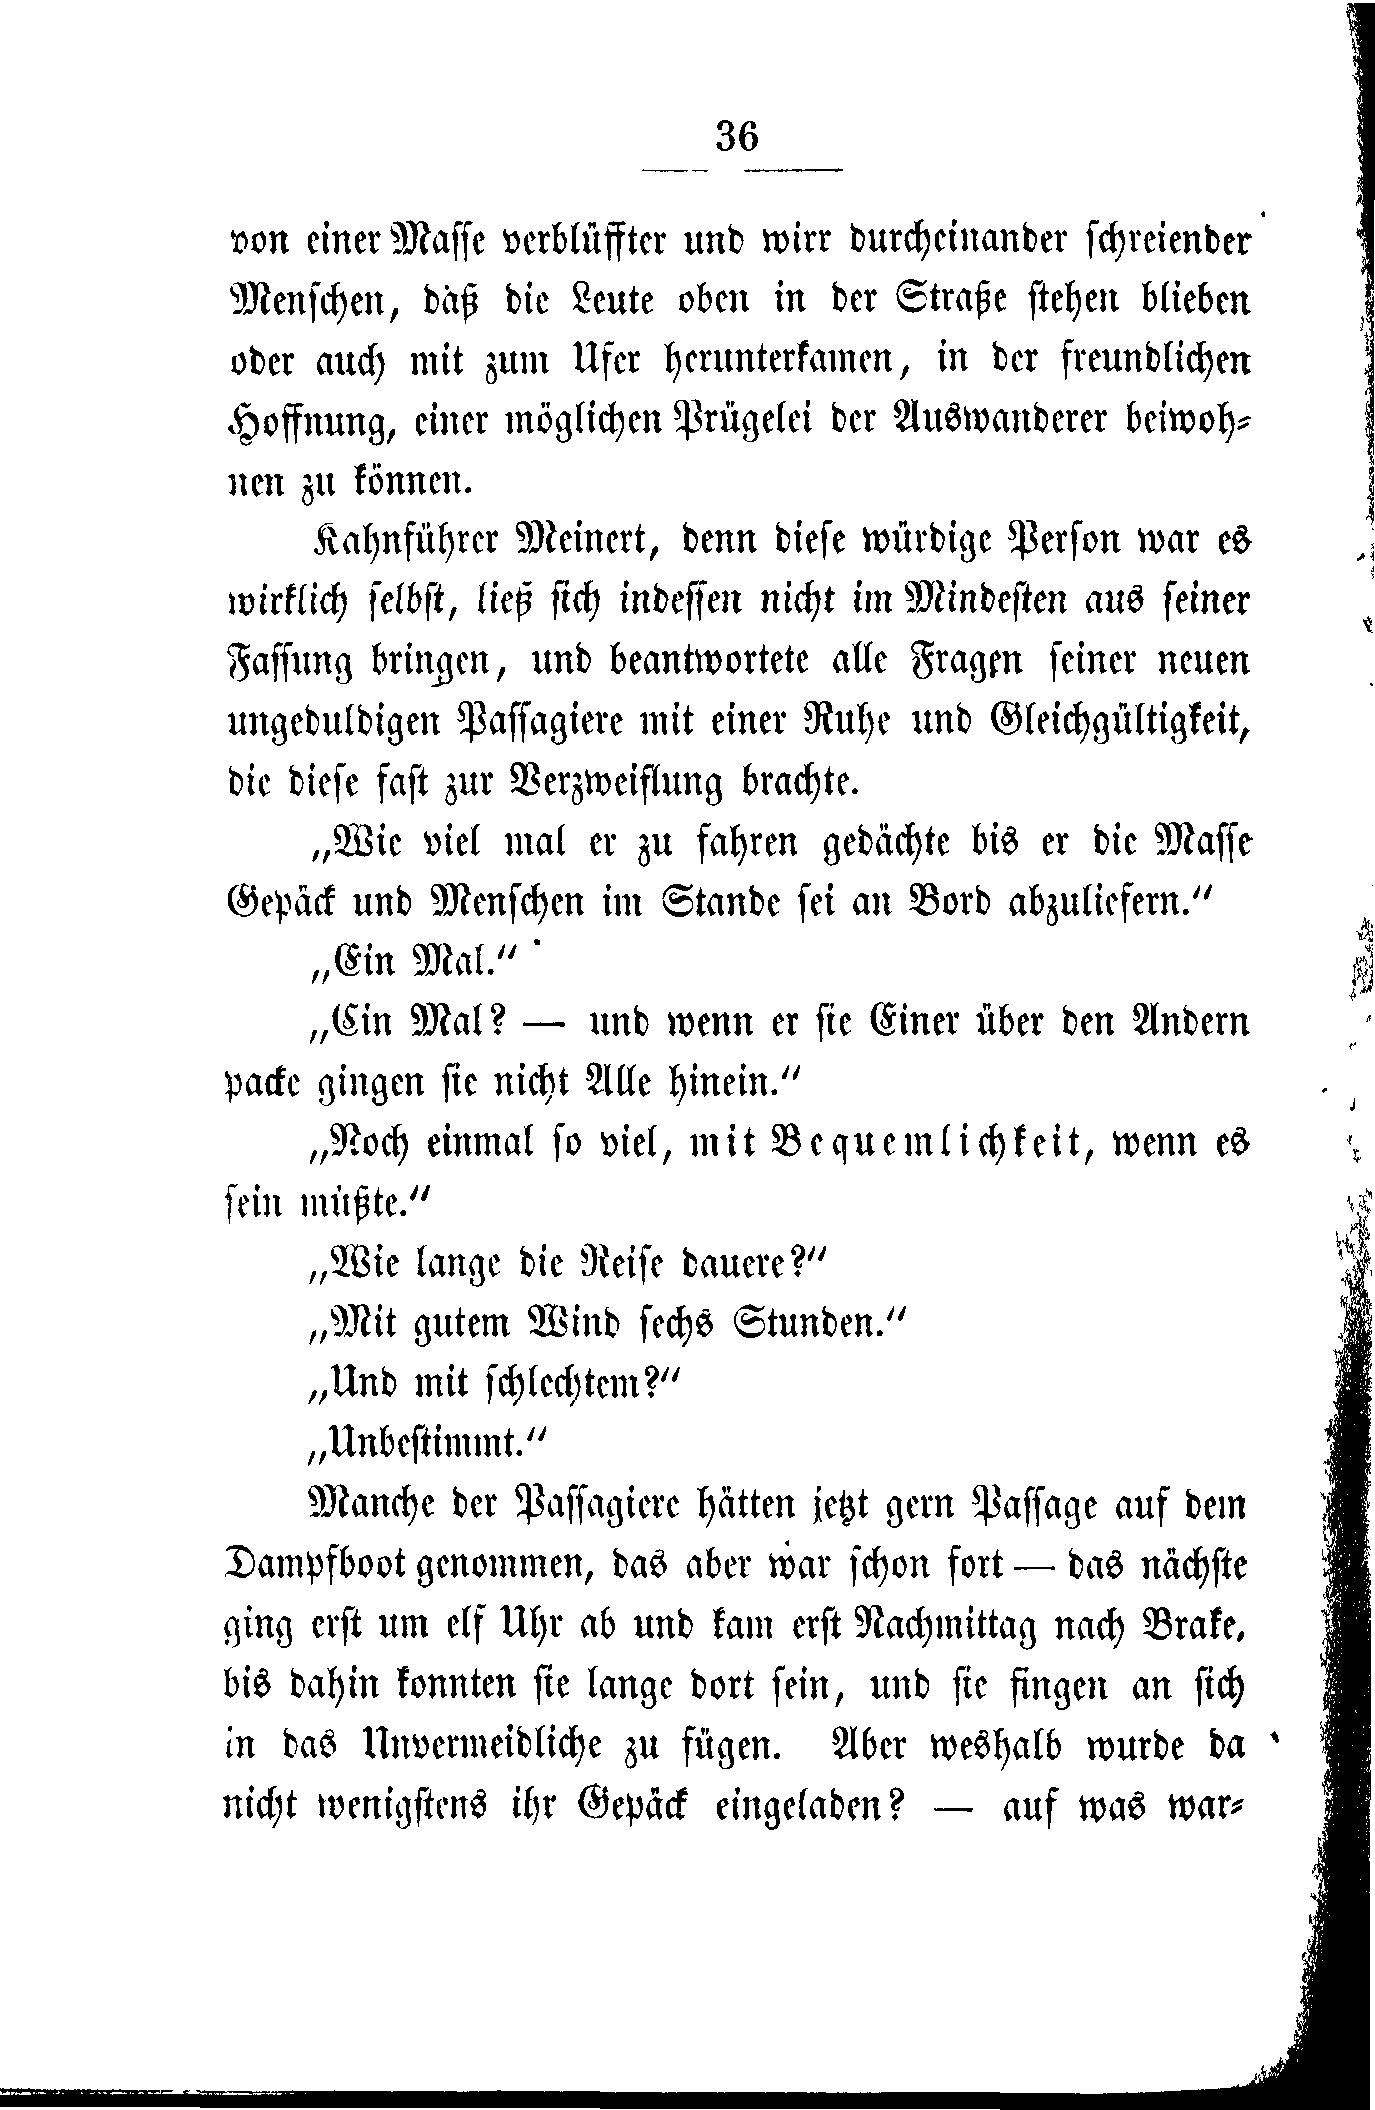 36
von einer Masse verblüffter und wirr durcheinander schreiender
Menschen, daß die Leute oben in der Straße stehen blieben
oder auch mit zum Ufer herunterkamen, in der freundlichen
Hoffnung, einer möglichen Prügelei der Auswanderer beiwoh-
nen zu können.
Kahnführer Meinert, denn diese würdige Person war es
wirklich selbst, ließ sich indessen nicht im Mindesten aus seiner
Fassung bringen, und beantwortete alle Fragen seiner neuen
ungeduldigen Passagiere mit einer Ruhe und Gleichgültigkeit,
die diese fast zur Verzweiflung brachte.
„Wie viel mal er zu fahren gedächte bis er die Masse
Gepäck und Menschen im Stande sei an Bord abzuliefern.“
„Ein Mal.“
„Ein Mal? — und wenn er sie Einer über den Andern
packe gingen sie nicht Alle hinein.“
„Noch einmal so viel, mit Bequemlichkeit, wenn es
sein müßte.“
„Wie lange die Reise dauere?“
„Mit gutem Wind sechs Stunden.“
„Und mit schlechtem?“
„Unbestimmt.“
Manche der Passagiere hätten jetzt gern Passage auf dem
Dampfboot genommen, das aber war schon fort — das nächste
ging erst um elf Uhr ab und kam erst Nachmittag nach Brake,
bis dahin konnten sie lange dort sein, und sie fingen an sich
in das Unvermeidliche zu fügen. Aber weshalb wurde da
nicht wenigstens ihr Gepäck eingeladen? — auf was war-